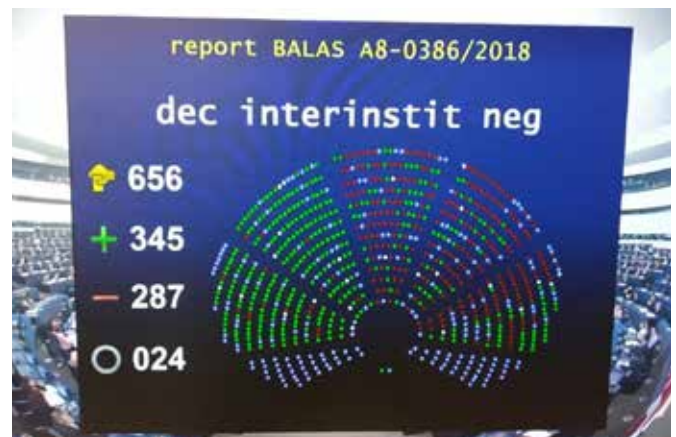 report BALAS A8-0386/2018
dec interinstit neg
656
+ 345
− 287
024